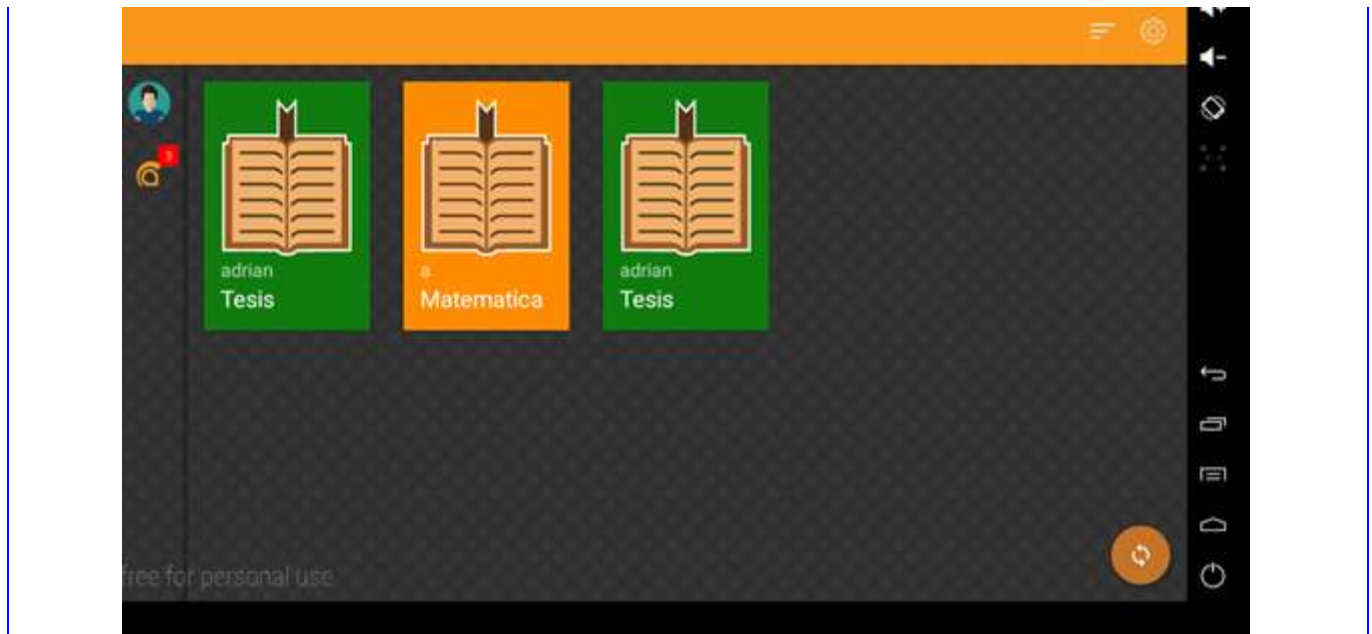 adrian
Tesis
a
Matematica
adrian
Tesis
free for personal use